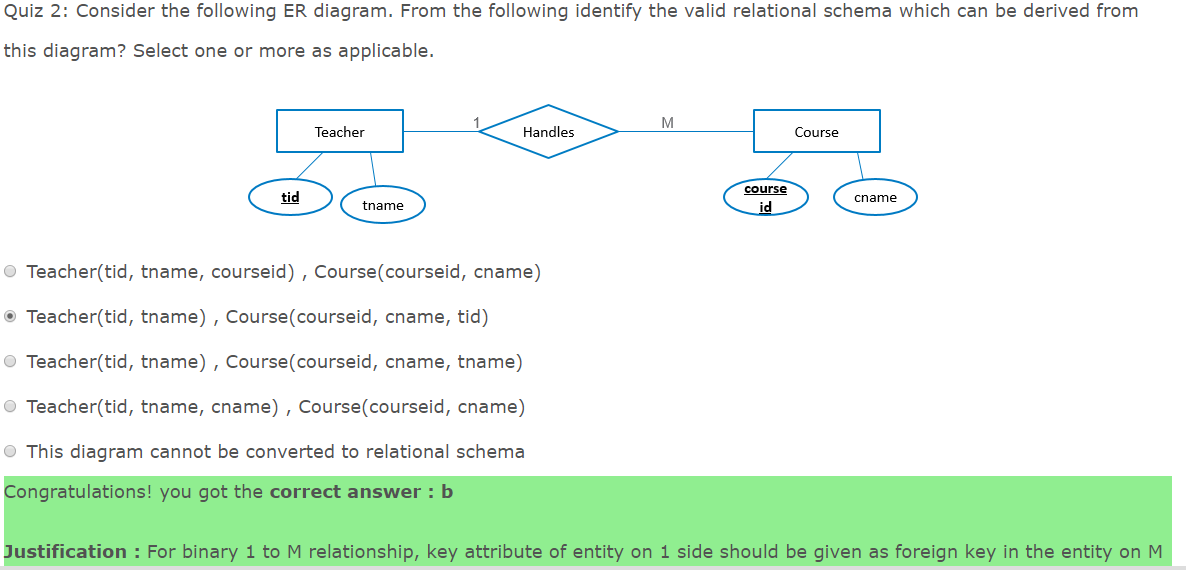 Quiz 2: Consider the following ER diagram. From the following identify the valid relational schema which can be derived from
this diagram? Select one or more as applicable.
Teacher
1
Handles
M
Course
tid
tname
course
id
cname
Teacher(tid, tname, courseid) , Course(courseid, cname)
Teacher(tid, tname) , Course(courseid, cname, tid)
Teacher(tid, tname) , Course(courseid, cname, tname)
Teacher(tid, tname, cname) , Course(courseid, cname)
This diagram cannot be converted to relational schema
Congratulations! you got the correct answer : b
Justification : For binary 1 to M relationship, key attribute of entity on 1 side should be given as foreign key in the entity on M